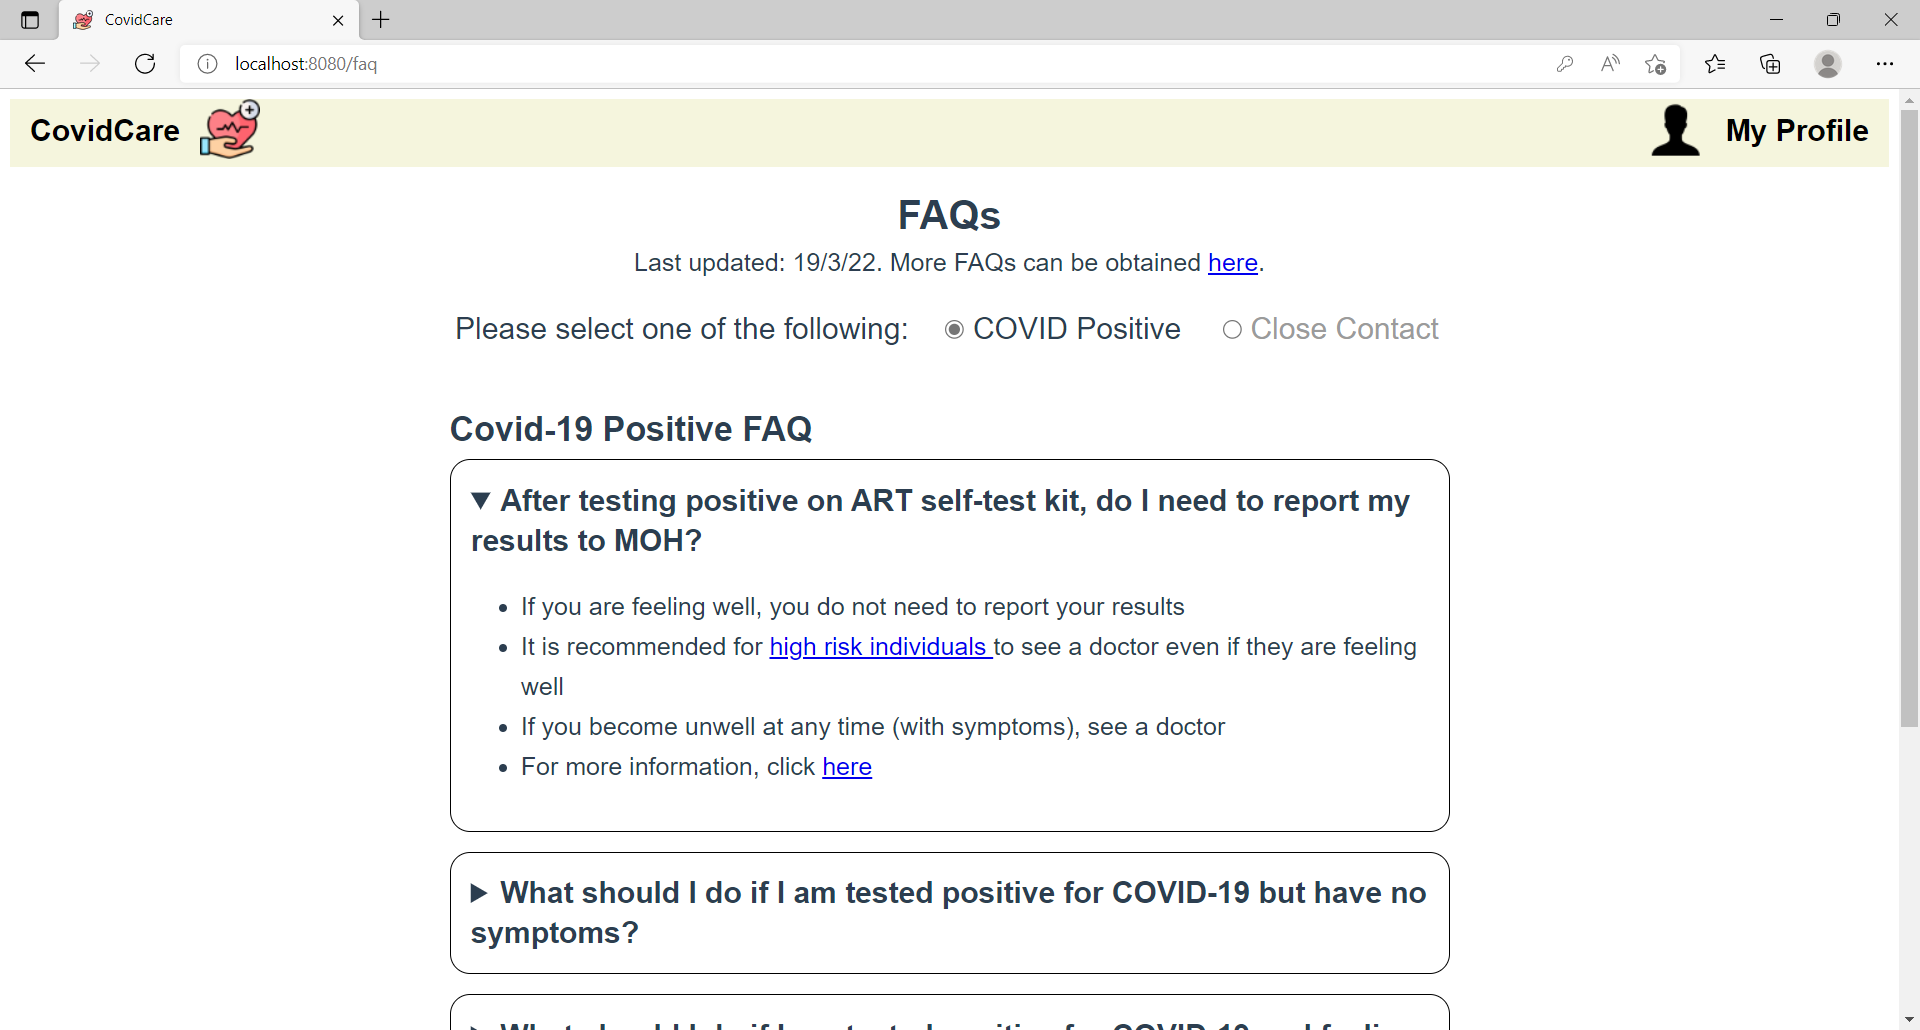 CovidCare
localhost:8080/faq
CovidCare
My Profile
FAQs
Last updated: 19/3/22. More FAQs can be obtained here.
Please select one of the following: COVID Positive Close Contact
Covid-19 Positive FAQ
After testing positive on ART self-test kit, do I need to report my
results to MOH?
If you are feeling well, you do not need to report your results
It is recommended for high risk individuals to see a doctor even if they are feeling
well
If you become unwell at any time (with symptoms), see a doctor
For more information, click here
What should I do if I am tested positive for COVID-19 but have no
symptoms?